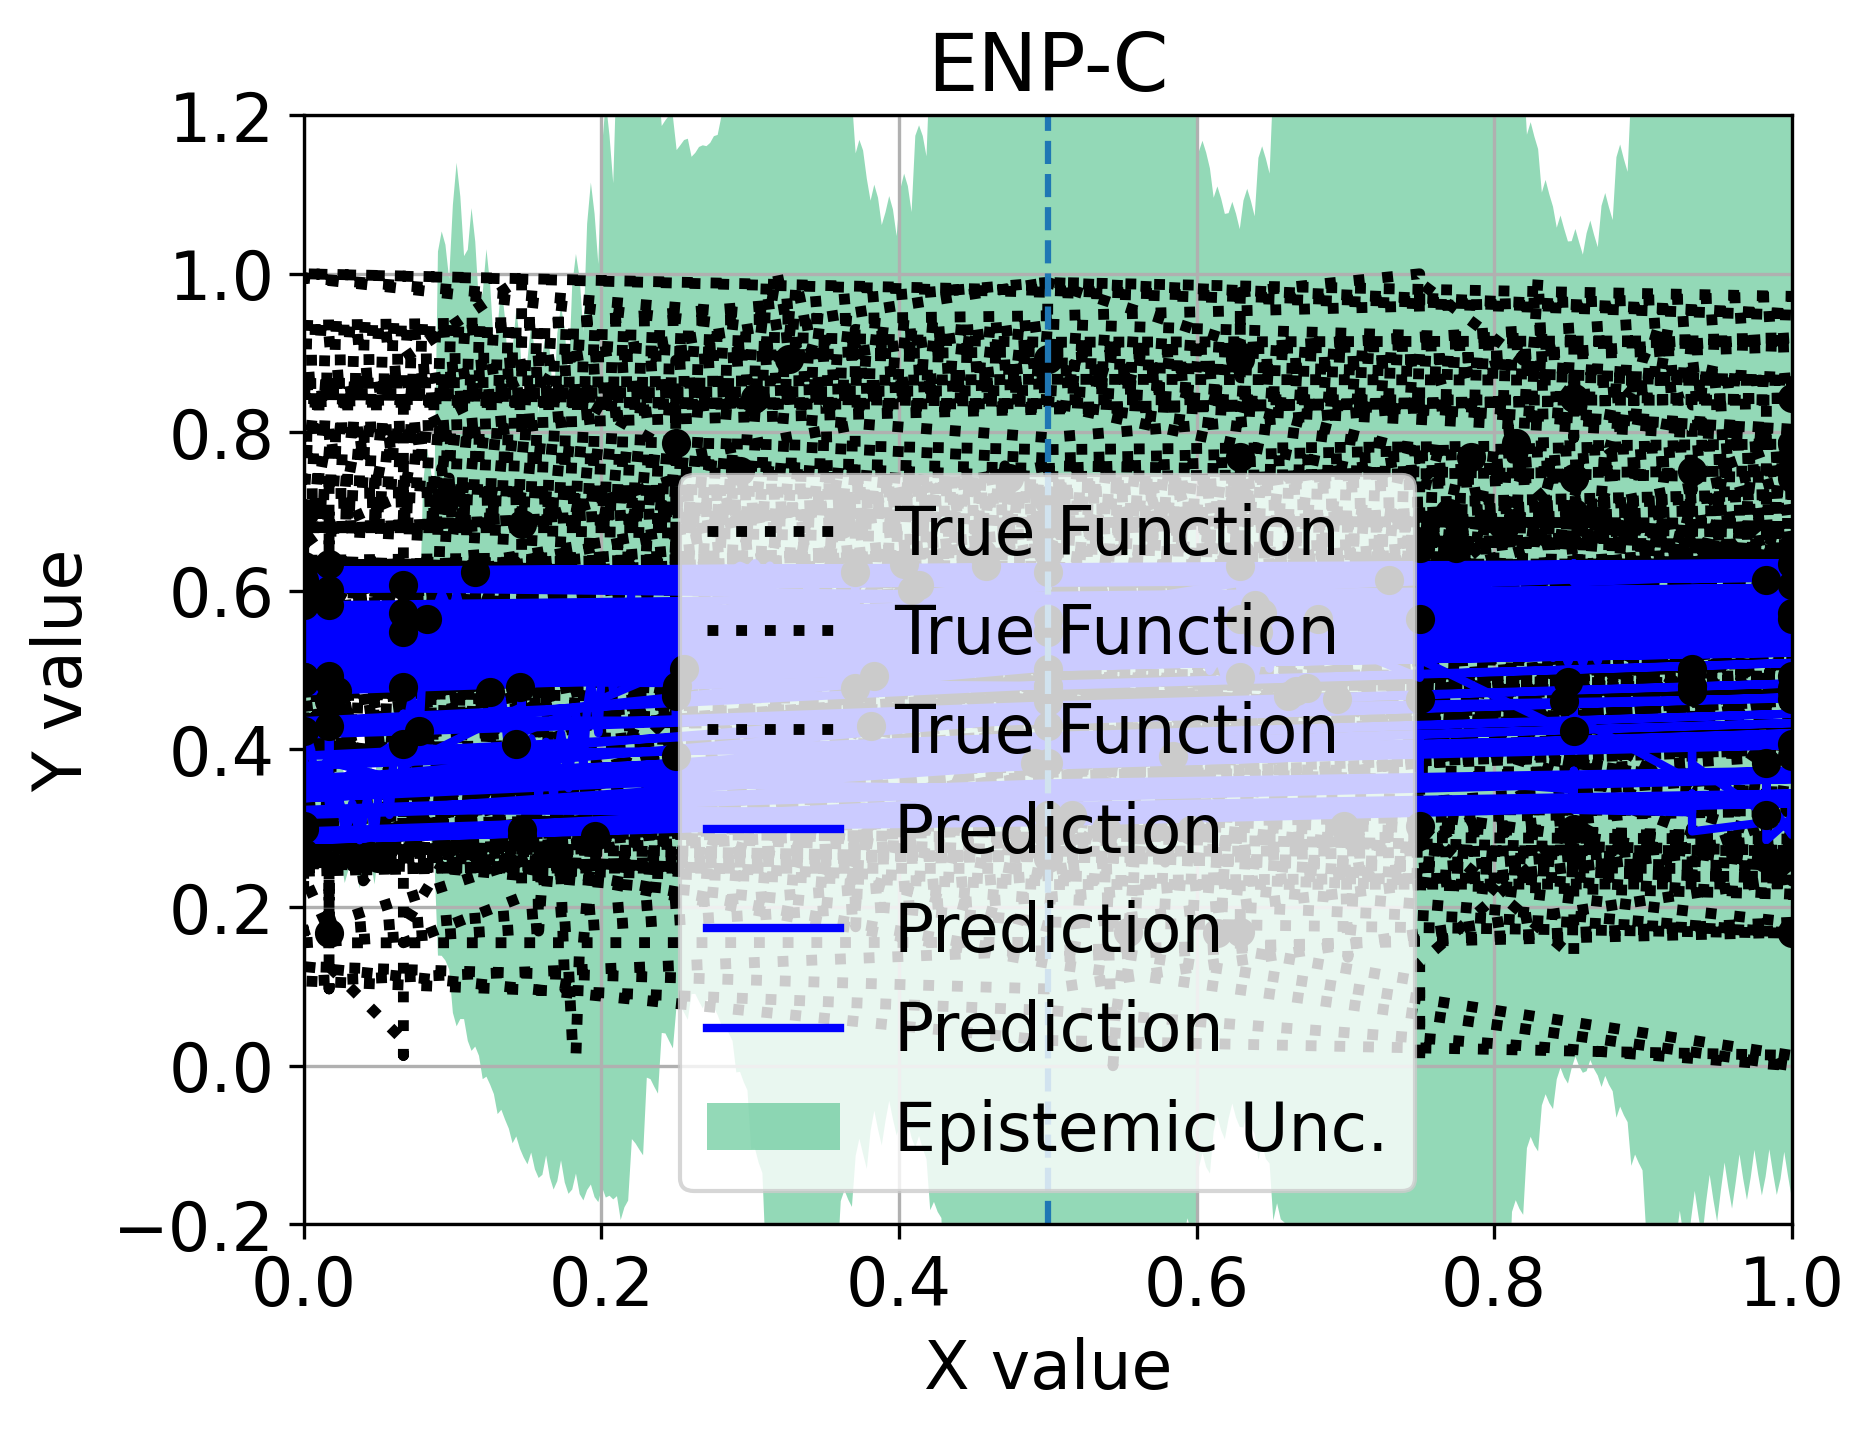 ENP-C
1.2
1.0
0.8
0.6
0.4
0.2
0.0
−0.2
Y value
True Function
True Function
True Function
Prediction
Prediction
Prediction
Epistemic Unc.
0.0 0.2 0.4 0.6 0.8 1.0
X value